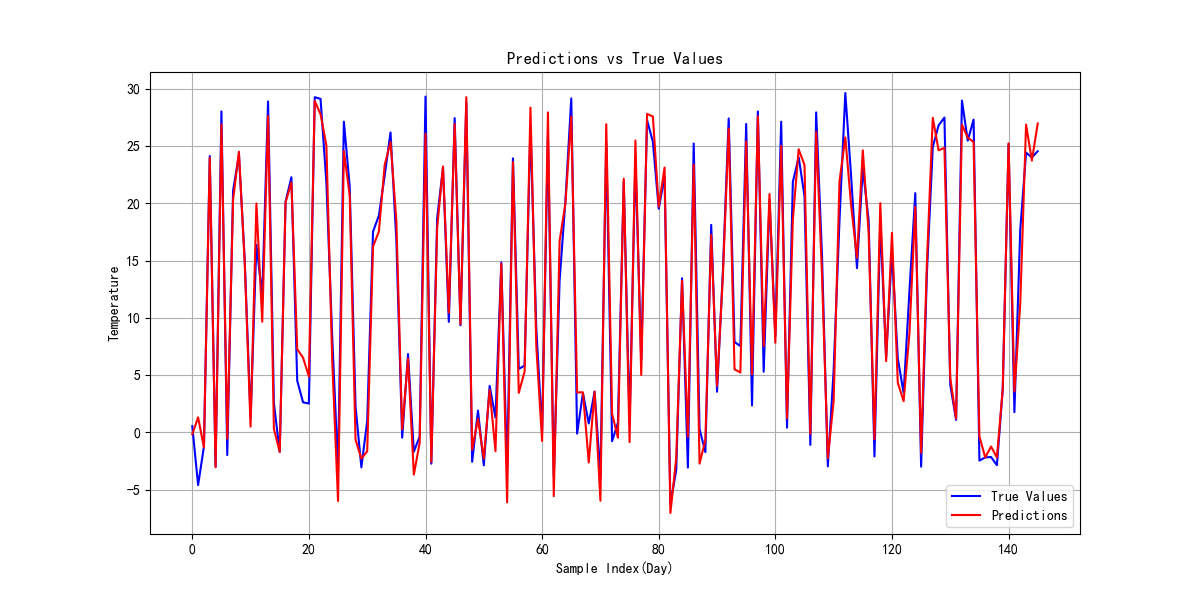 Predictions vs True Values
30
25
20
15
10
5
0
−5
Temperature
0 20 40 60 80 100 120 140
Sample Index(Day)
True Values
Predictions